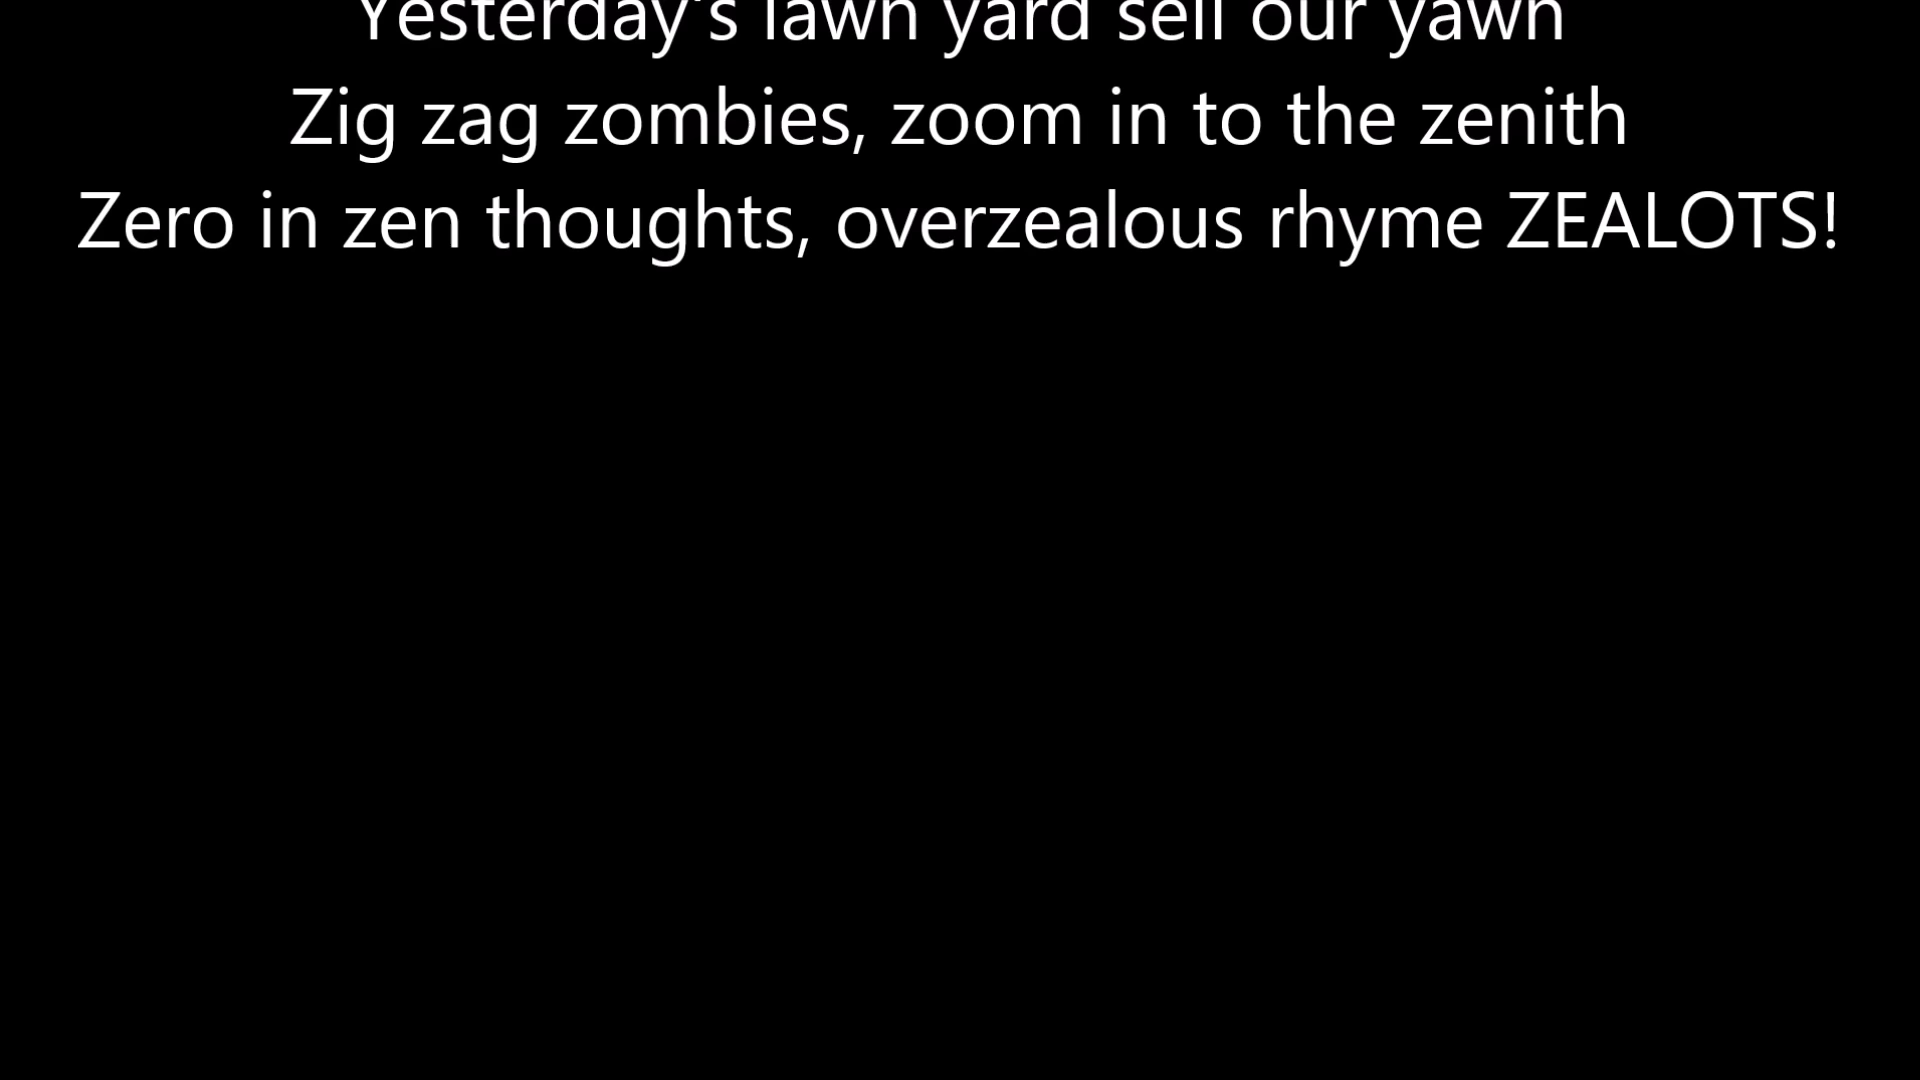 Yesterday's lawn yard sell our yawn
Zig zag zombies, zoom in to the zenith
Zero in zen thoughts, overzealous rhyme ZEALOTS!